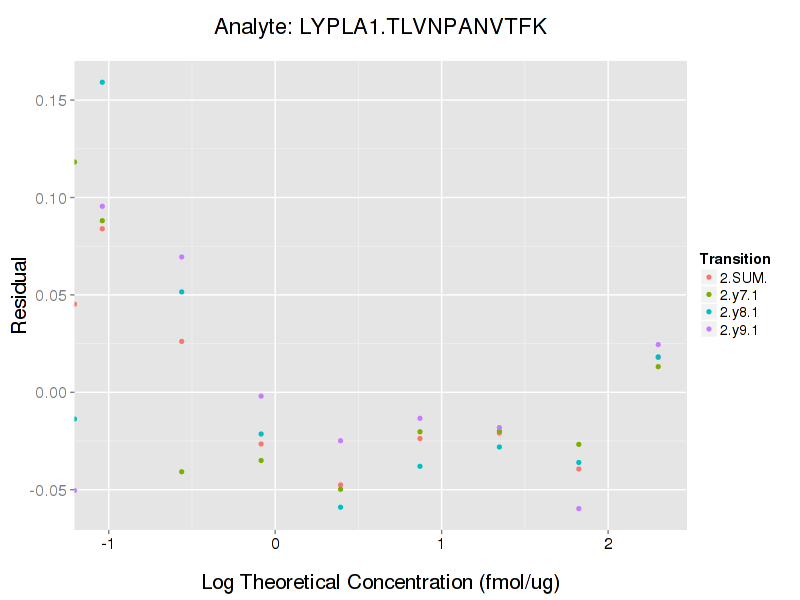 Analyte: LYPLA1.TLVNPANVTFK
0.15
0.10
0.05
0.00
-0.05
Residual
-1
0
1
2
Log Theoretical Concentration (fmol/ug)
Transition
2.SUM.
2.y7.1
2.y8.1
2.y9.1